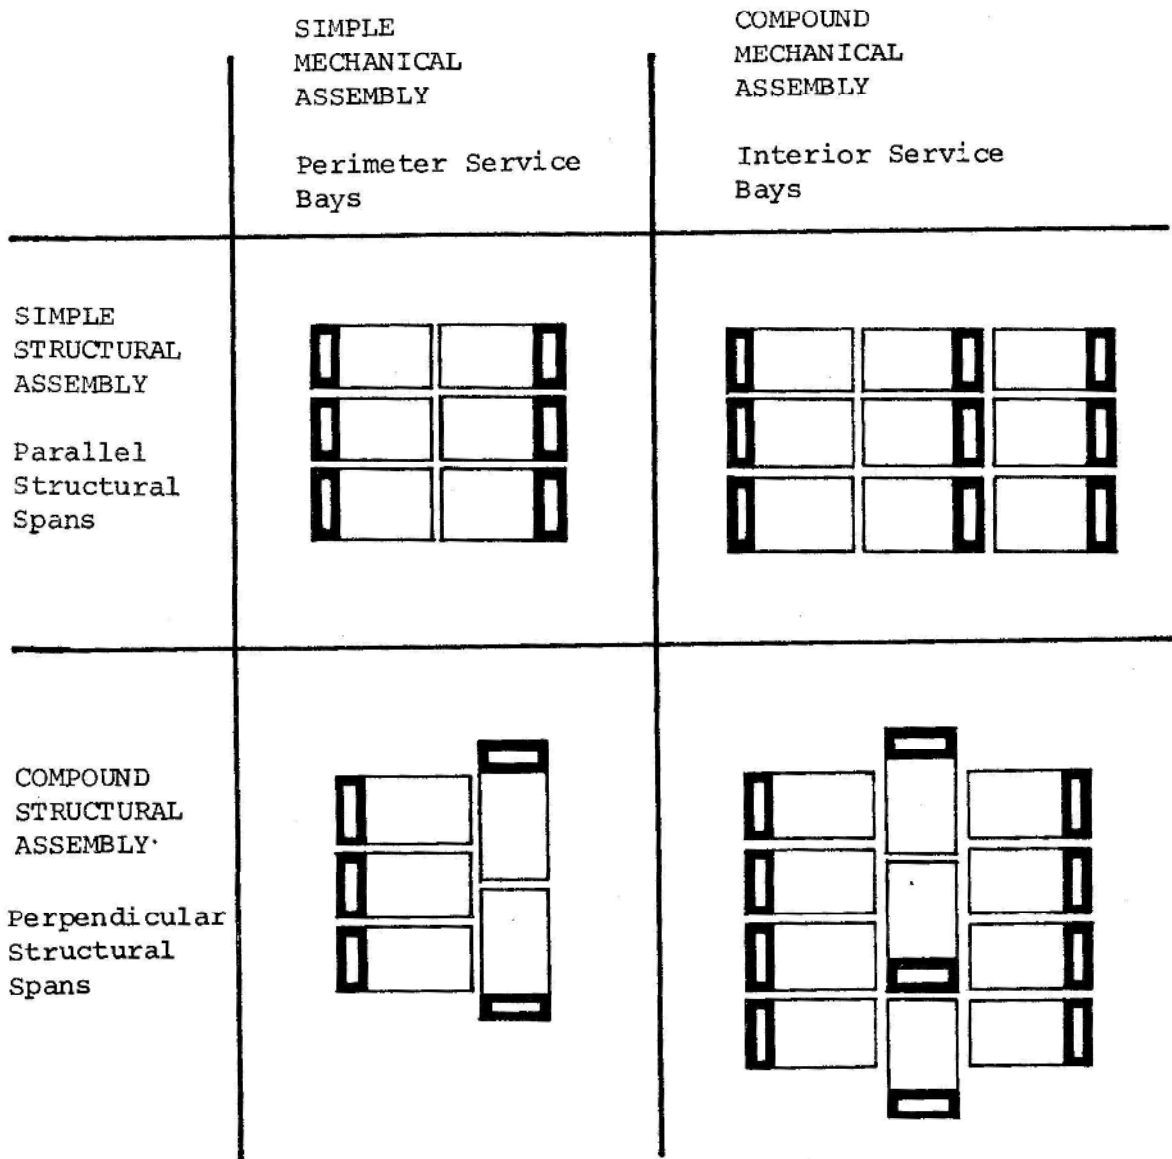 SIMPLE
MECHANICAL
ASSEMBLY
Perimeter Service
Bays
COMPOUND
MECHANICAL
ASSEMBLY
Interior Service
Bays
SIMPLE
STRUCTURAL
ASSEMBLY
Parallel
Structural
Spans
COMPOUND
STRUCTURAL
ASSEMBLY
Perpendicular
Structural
Spans